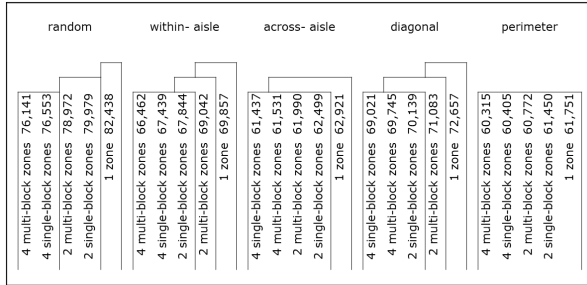 random
within- aisle
across- aisle
diagonal
perimeter
4 multi-block zones 76,141
4 single-block zones 76,553
2 multi-block zones 78,972
2 single-block zones 79,979
1 zone 82,438
4 multi-block zones 66,462
4 single-block zones 67,439
2 single-block zones 67,844
2 multi-block zones 69,042
1 zone 69,857
4 single-block zones 61,437
4 multi-block zones 61,531
2 multi-block zones 61,990
2 single-block zones 62,499
1 zone 62,921
4 single-block zones 69,021
4 multi-block zones 69,745
2 single-block zones 70,139
2 multi-block zones 71,083
1 zone 72,657
4 multi-block zones 60,315
4 single-block zones 60,405
2 multi-block zones 60,772
2 single-block zones 61,450
1 zone 61,751